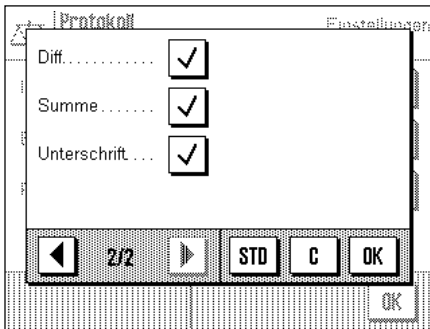 Protokoll Einstellungen
Diff............
Summe.......
Unterschrift....
2/2 STD C OK
OK